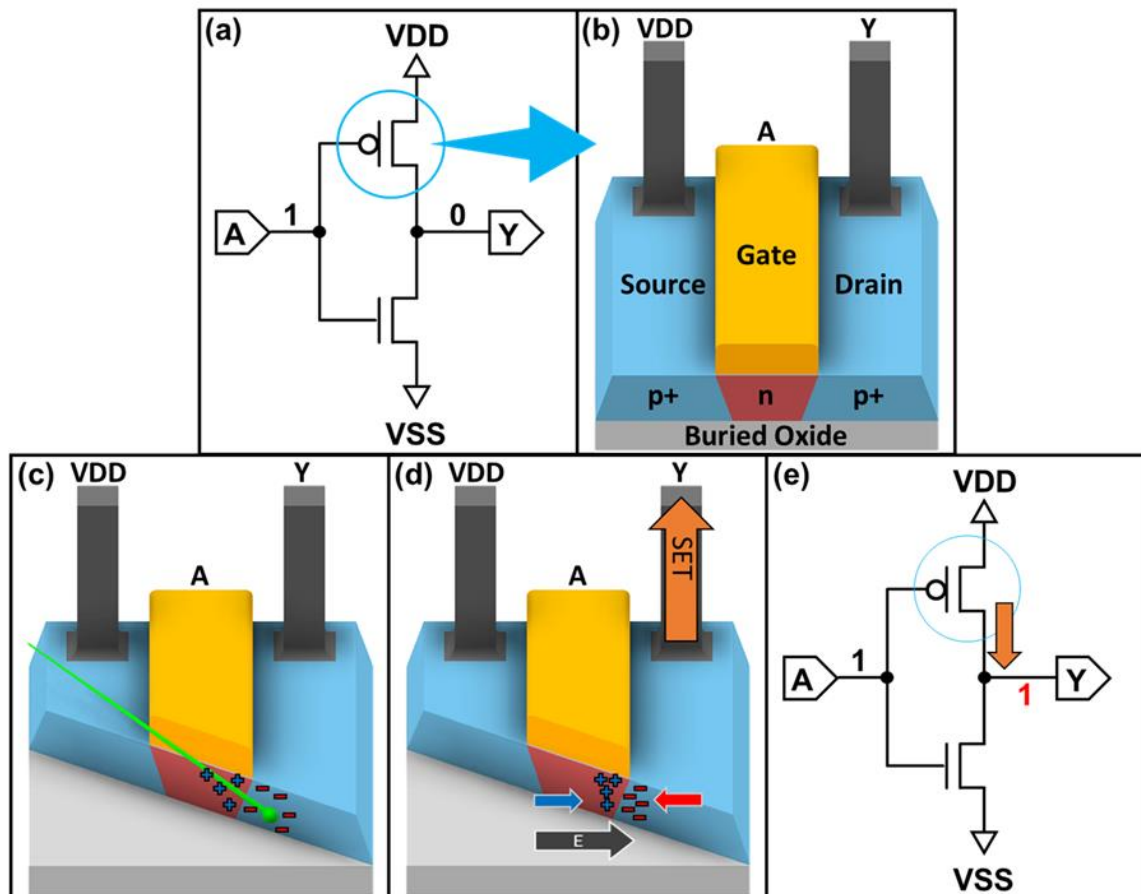 (a)
VDD
A
1
0
Y
VSS
(b)
VDD
Y
A
Gate
Source
Drain
p+
n
p+
Buried Oxide
(c)
VDD
Y
A
+
+
+
+
+
-
-
-
-
-
-
(d)
VDD
Y
SET
A
+
+
+
+
-
-
-
-
-
-
E
(e)
VDD
A
1
1
Y
VSS